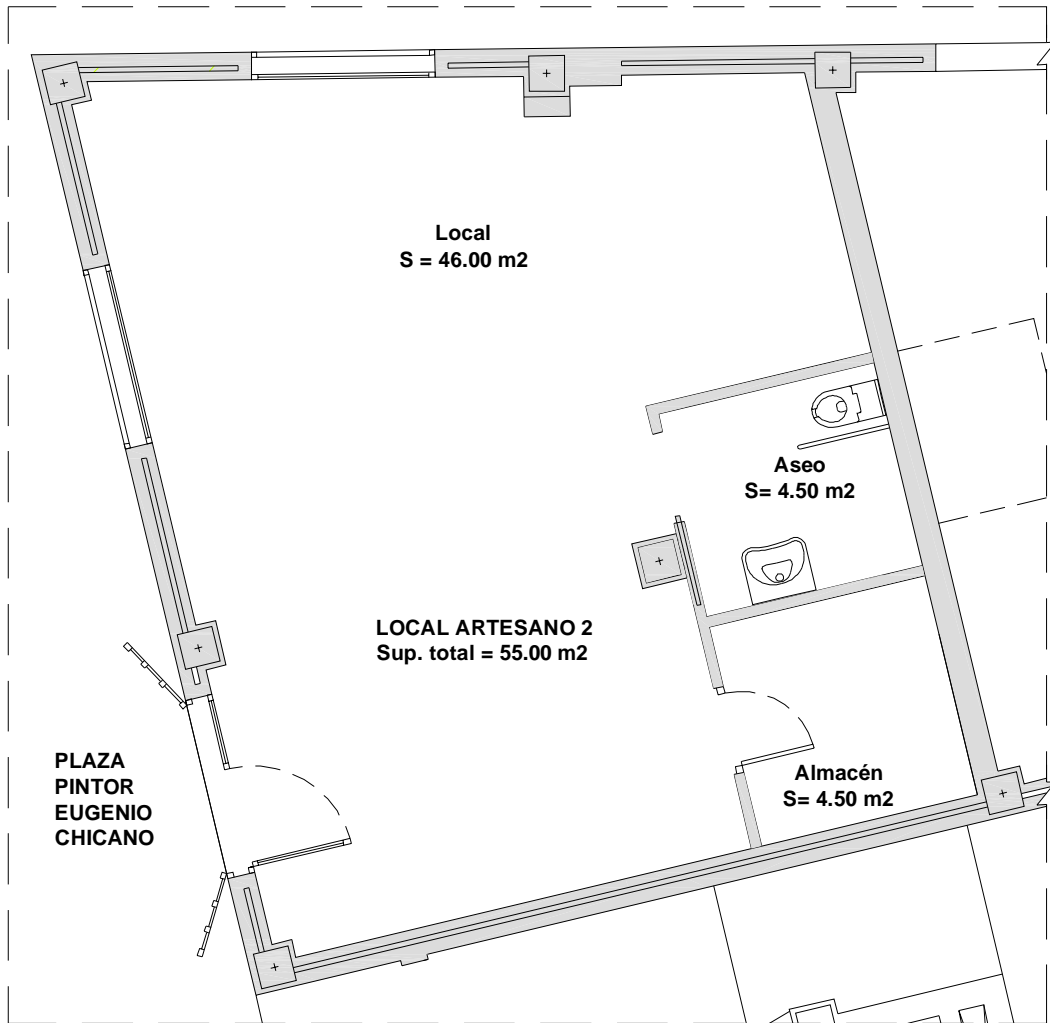 Local
S = 46.00 m2
Aseo
S= 4.50 m2
LOCAL ARTESANO 2
Sup. total = 55.00 m2
PLAZA
PINTOR
EUGENIO
CHICANO
Almacén
S= 4.50 m2